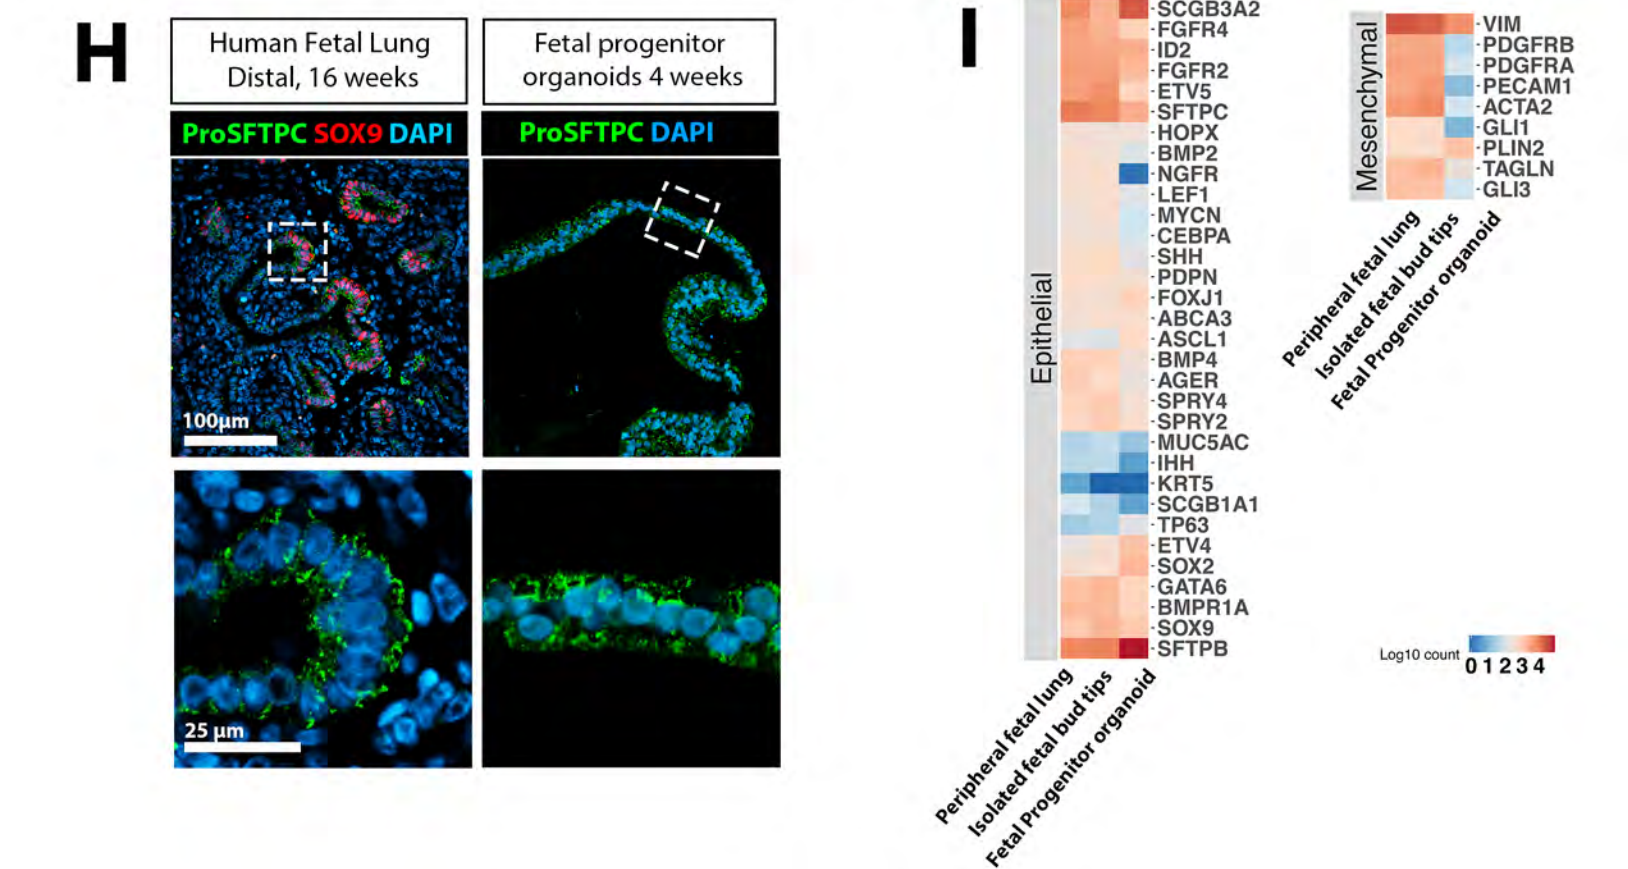 H
Human Fetal Lung
Distal, 16 weeks
Fetal progenitor
organoids 4 weeks
ProSFTPC SOX9 DAPI
ProSFTPC DAPI
100µm
25 µm
I
Epithelial
SCGB3A2
FGFR4
ID2
FGFR2
ETV5
SFTPC
HOPX
BMP2
NGFR
LEF1
MYCN
CEBPA
SHH
PDPN
FOXJ1
ABCA3
ASCL1
BMP4
AGER
SPRY4
SPRY2
MUC5AC
IHH
KRT5
SCGB1A1
TP63
ETV4
SOX2
GATA6
BMPR1A
SOX9
SFTPB
Peripheral fetal lung
Isolated fetal bud tips
Fetal Progenitor organoid
Mesenchymal
VIM
PDGFRB
PDGFRA
PECAM1
ACTA2
GLI1
PLIN2
TAGLN
GLI3
Peripheral fetal lung
Isolated fetal bud tips
Fetal Progenitor organoid
Log10 count
0 1 2 3 4